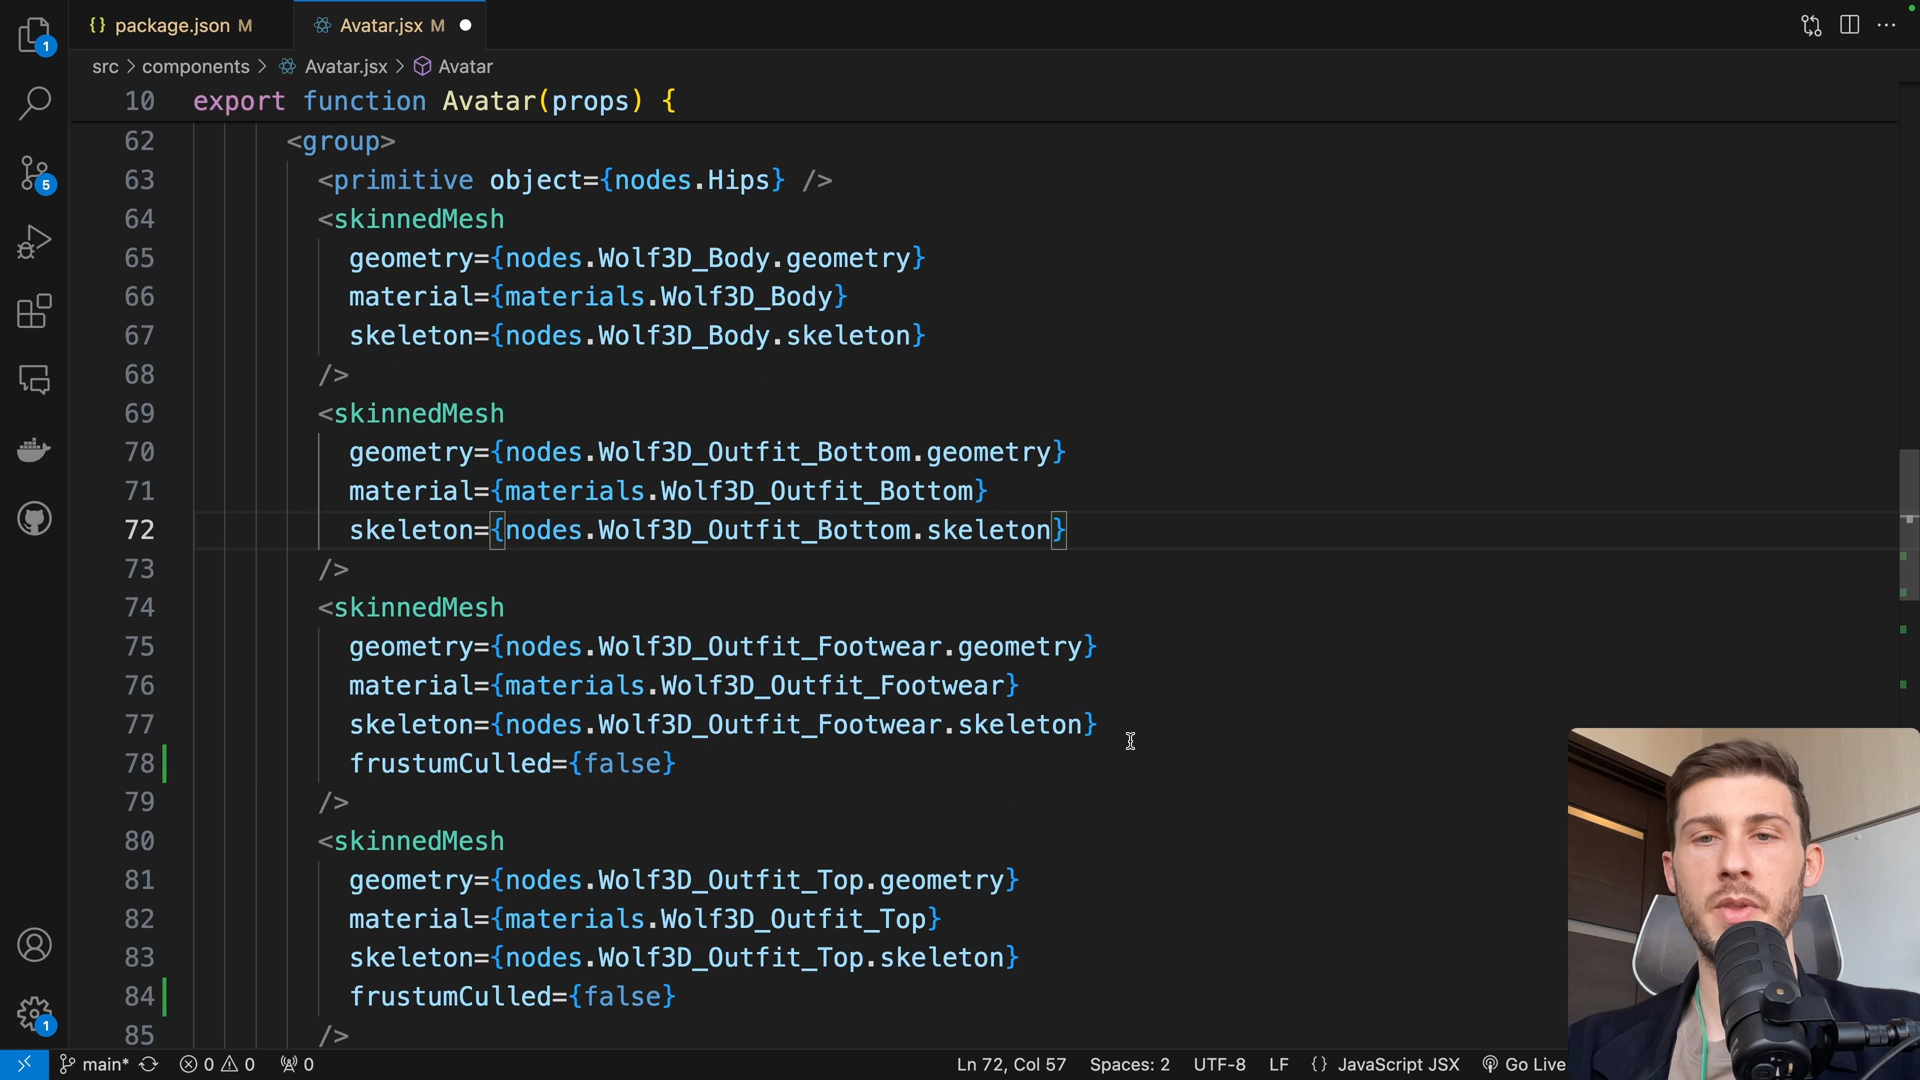 package.json M
Avatar.jsx M
src > components > Avatar.jsx > Avatar
10 export function Avatar(props) {
62 <group>
63 <primitive object={nodes.Hips} />
64 <skinnedMesh
65 geometry={nodes.Wolf3D_Body.geometry}
66 material={materials.Wolf3D_Body}
67 skeleton={nodes.Wolf3D_Body.skeleton}
68 />
69 <skinnedMesh
70 geometry={nodes.Wolf3D_Outfit_Bottom.geometry}
71 material={materials.Wolf3D_Outfit_Bottom}
72 skeleton={nodes.Wolf3D_Outfit_Bottom.skeleton}
73 />
74 <skinnedMesh
75 geometry={nodes.Wolf3D_Outfit_Footwear.geometry}
76 material={materials.Wolf3D_Outfit_Footwear}
77 skeleton={nodes.Wolf3D_Outfit_Footwear.skeleton}
78 frustumCulled={false}
79 />
80 <skinnedMesh
81 geometry={nodes.Wolf3D_Outfit_Top.geometry}
82 material={materials.Wolf3D_Outfit_Top}
83 skeleton={nodes.Wolf3D_Outfit_Top.skeleton}
84 frustumCulled={false}
85 />
1
5
1
main* 0 0 0 Ln 72, Col 57 Spaces: 2 UTF-8 LF {} JavaScript JSX Go Live